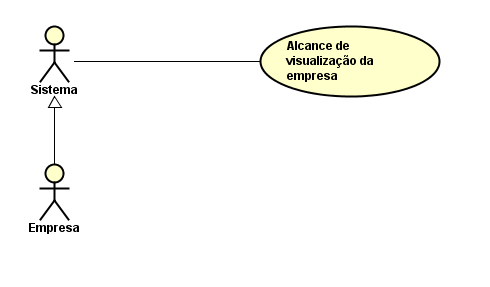 Alcance de
visualização da
empresa
Sistema
Empresa